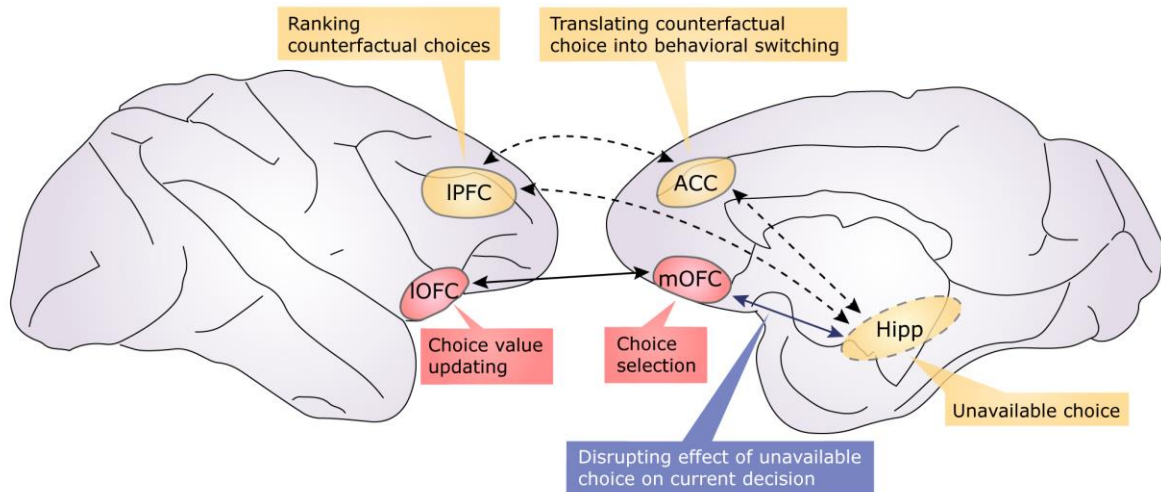 Ranking
counterfactual choices
Translating counterfactual
choice into behavioral switching
lPFC
ACC
lOFC
mOFC
Hipp
Choice value
updating
Choice
selection
Unavailable choice
Disrupting effect of unavailable
choice on current decision